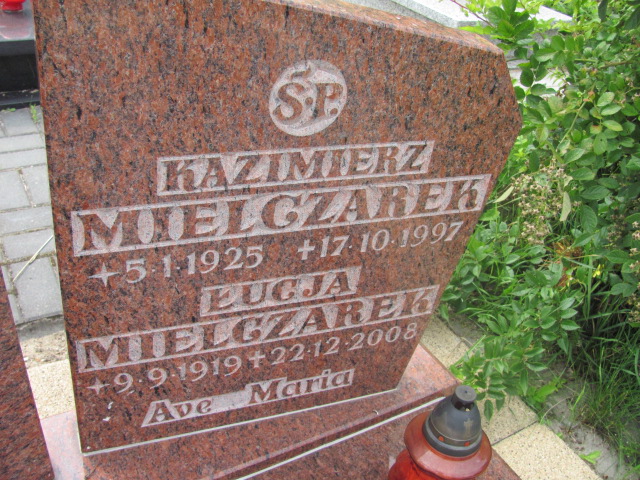 Ś.P.
KAZIMIERZ
MIELCZAREK
+5·1·1925 +17·10·1997
ŁUCJA
MIELCZAREK
+9·9·1919+22·12·2008
Ave Maria